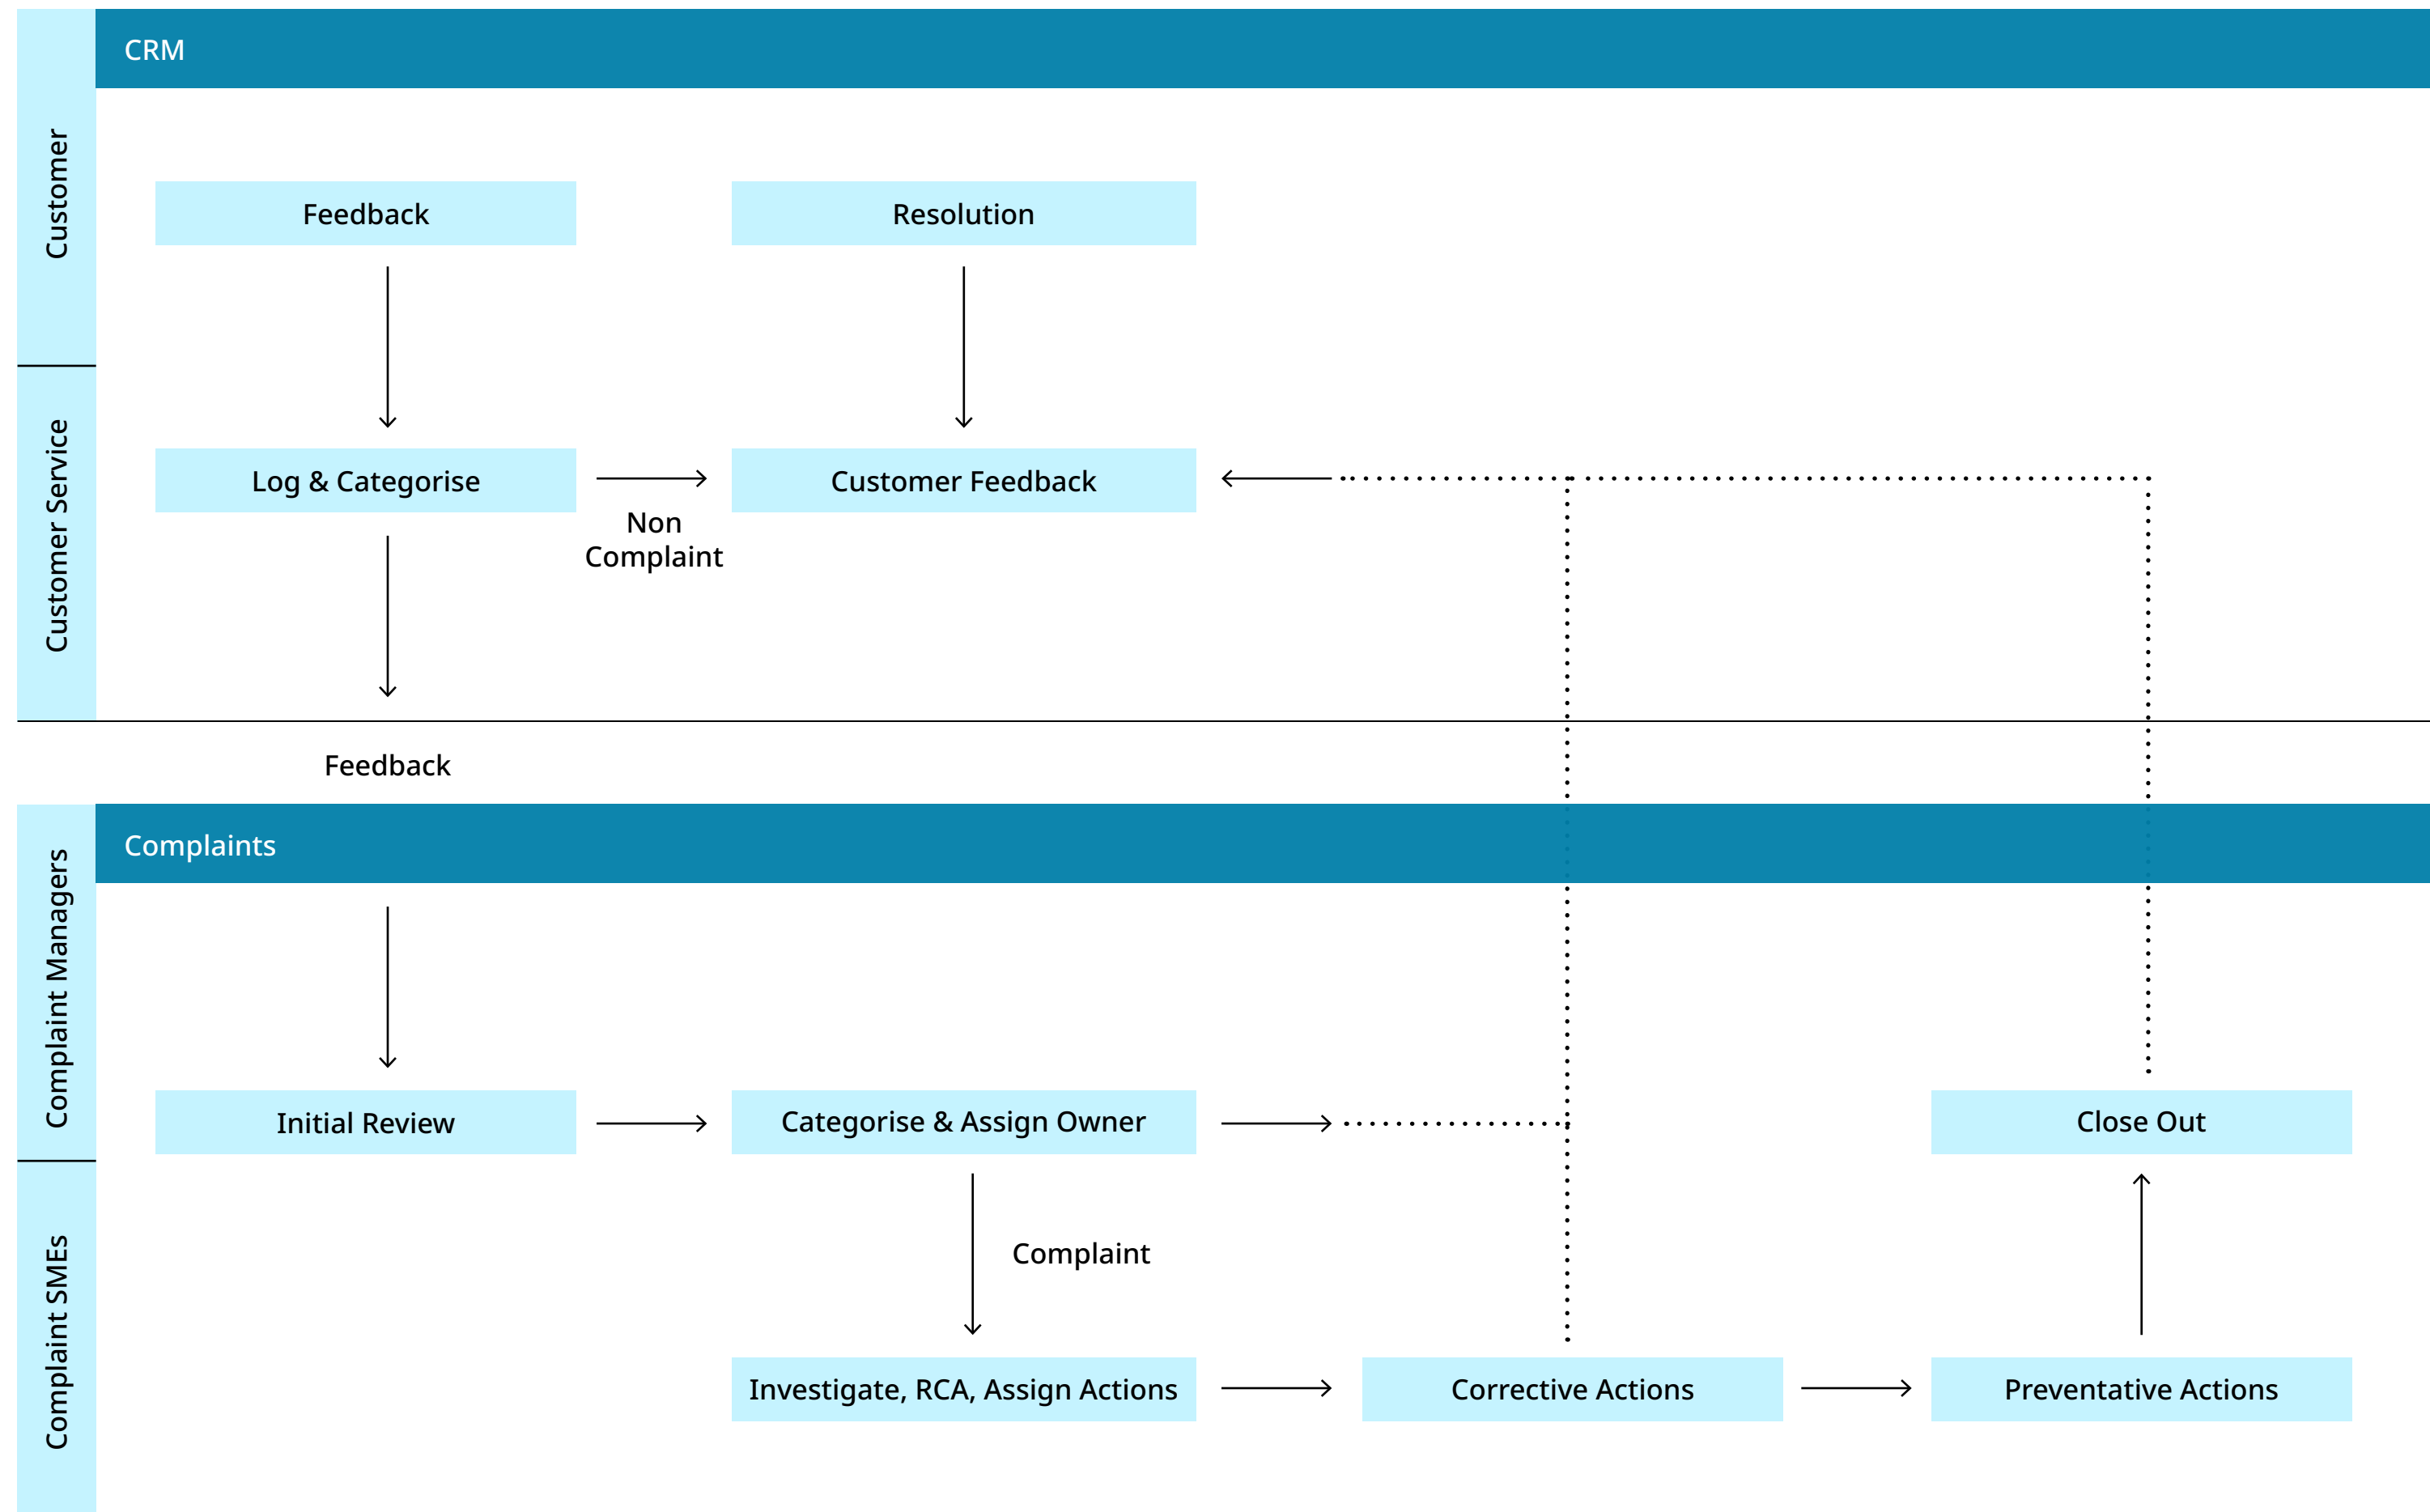 CRM
Customer
Feedback
Resolution
Customer Service
Log & Categorise
Customer Feedback
Non
Complaint
Feedback
Complaints
Complaint Managers
Initial Review
Categorise & Assign Owner
Close Out
Complaint
Complaint SMEs
Investigate, RCA, Assign Actions
Corrective Actions
Preventative Actions